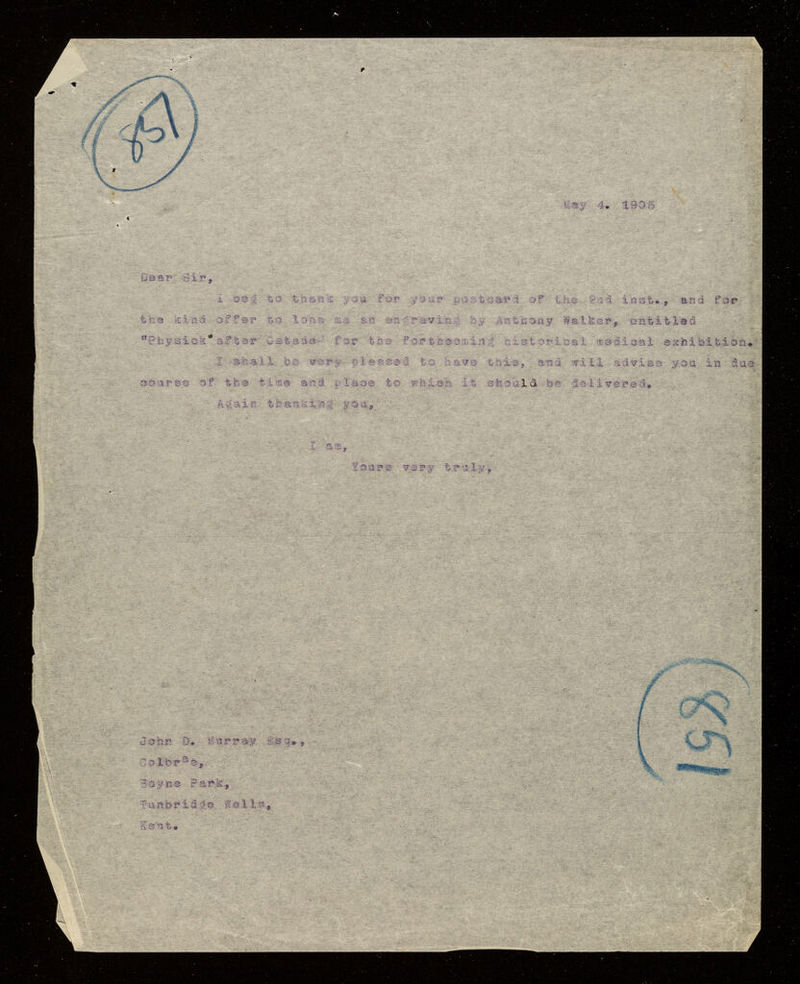 851
May 4. 1905
Dear Sir,
I beg to thank you for your postcard of the 2nd inst., and for
the kind offer to loan me an engraving by Anthony Walker, entitled
"Physick" after for the forthcoming historical medical exhibition.
I shall be very pleased to have this, and will advise you in due
course of the time and place to which it should be delivered.
Again thanking you,
I am,
Yours very truly,
851
John D. Murray Esq.,
Colbrae,
Boyne Park,
Tunbridge Wells,
Kent.